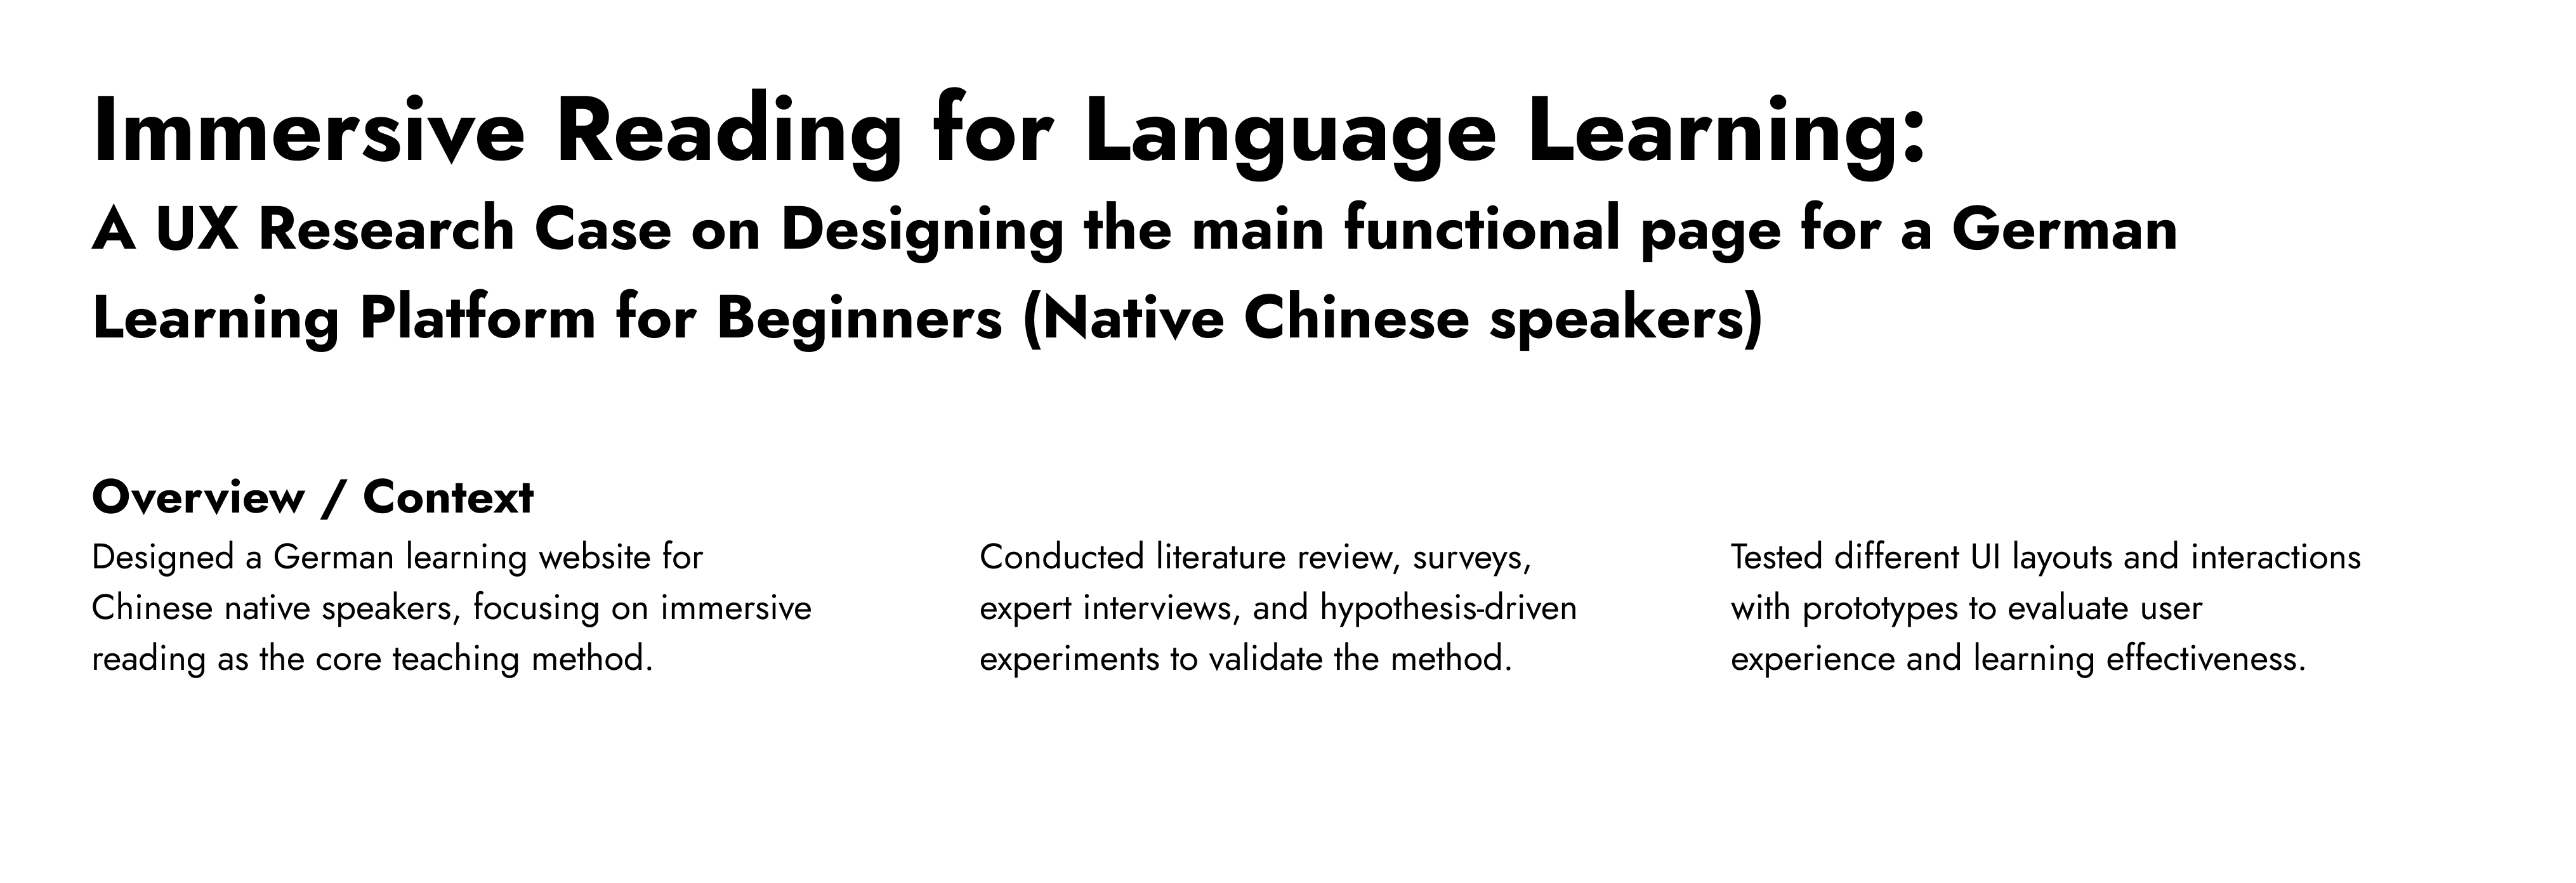 Immersive Reading for Language Learning:
A UX Research Case on Designing the main functional page for a German
Learning Platform for Beginners (Native Chinese speakers)
Overview / Context
Designed a German learning website for
Chinese native speakers, focusing on immersive
reading as the core teaching method.
Conducted literature review, surveys,
expert interviews, and hypothesis-driven
experiments to validate the method.
Tested different UI layouts and interactions
with prototypes to evaluate user
experience and learning effectiveness.